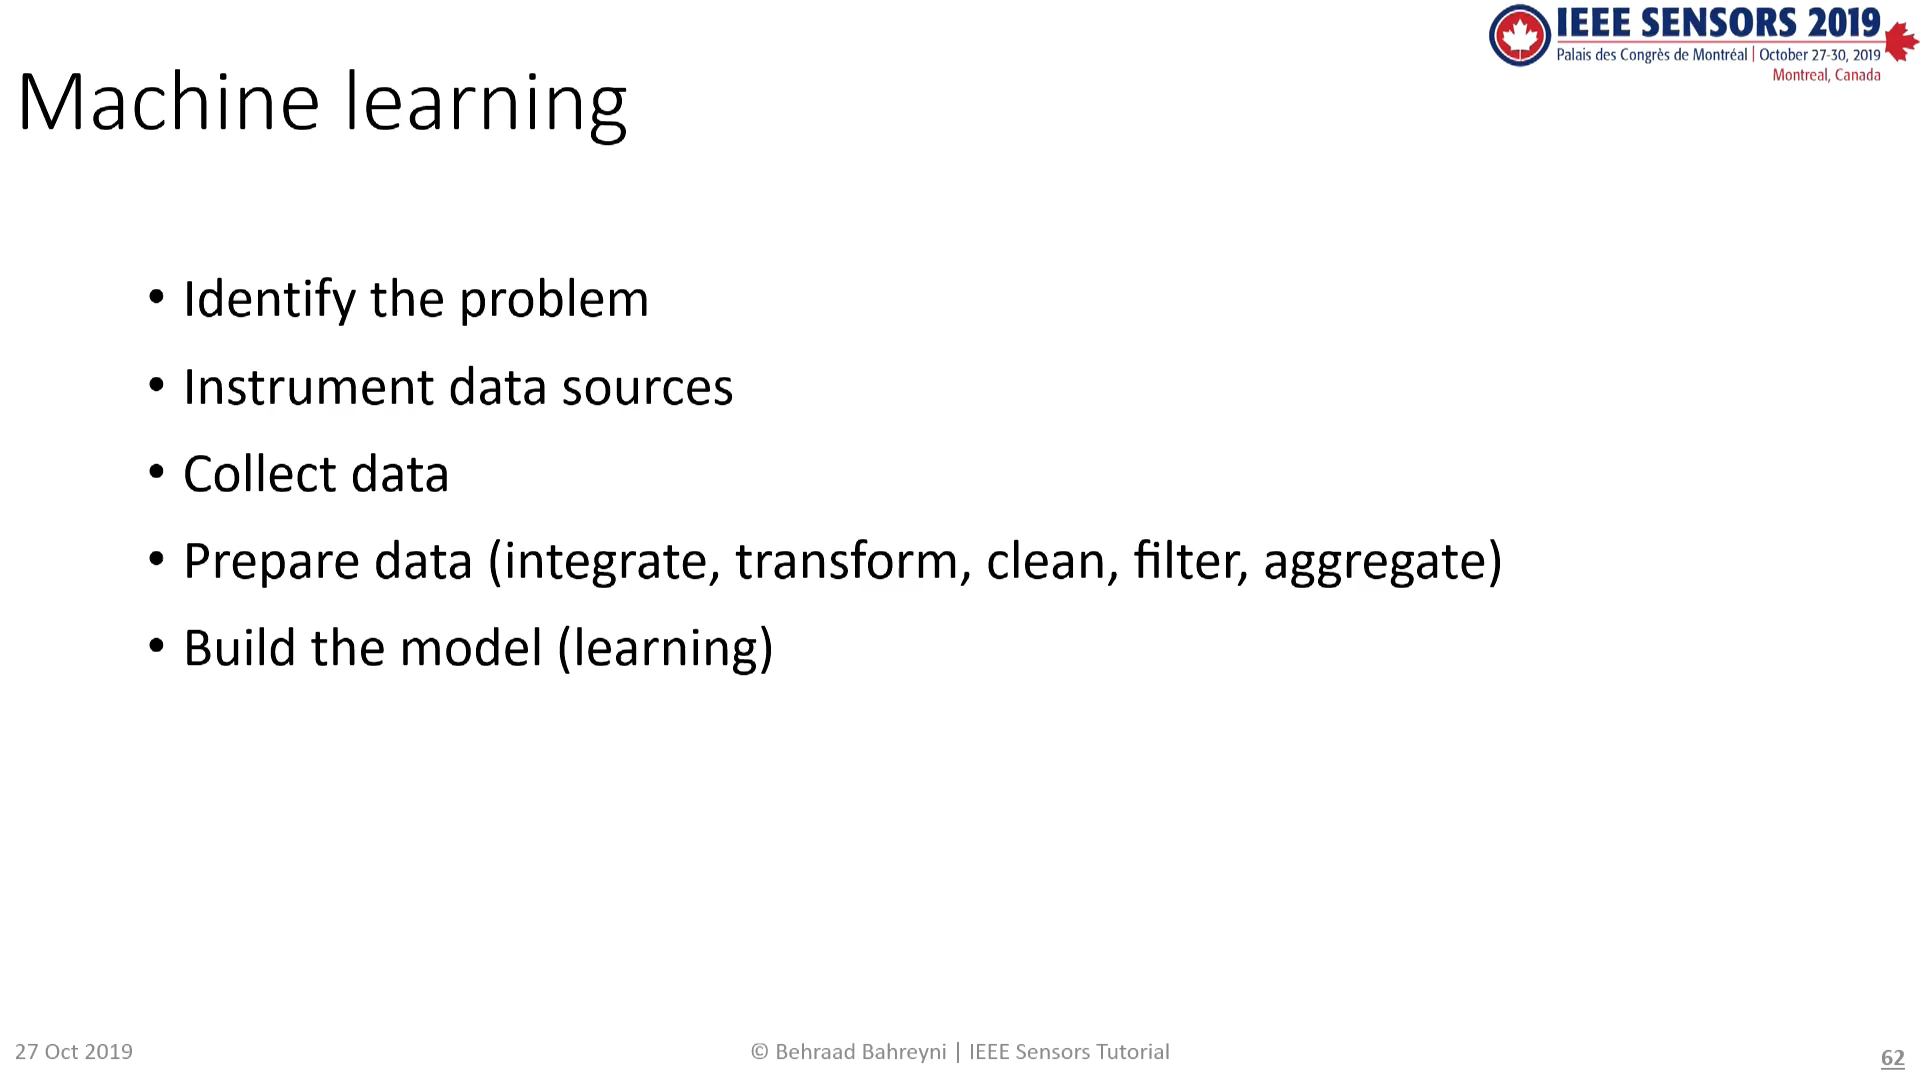 IEEE SENSORS 2019
Palais des Congrès de Montréal | October 27-30, 2019
Montreal, Canada
Machine learning
• Identify the problem
• Instrument data sources
• Collect data
• Prepare data (integrate, transform, clean, filter, aggregate)
• Build the model (learning)
27 Oct 2019
© Behraad Bahreyni | IEEE Sensors Tutorial
62